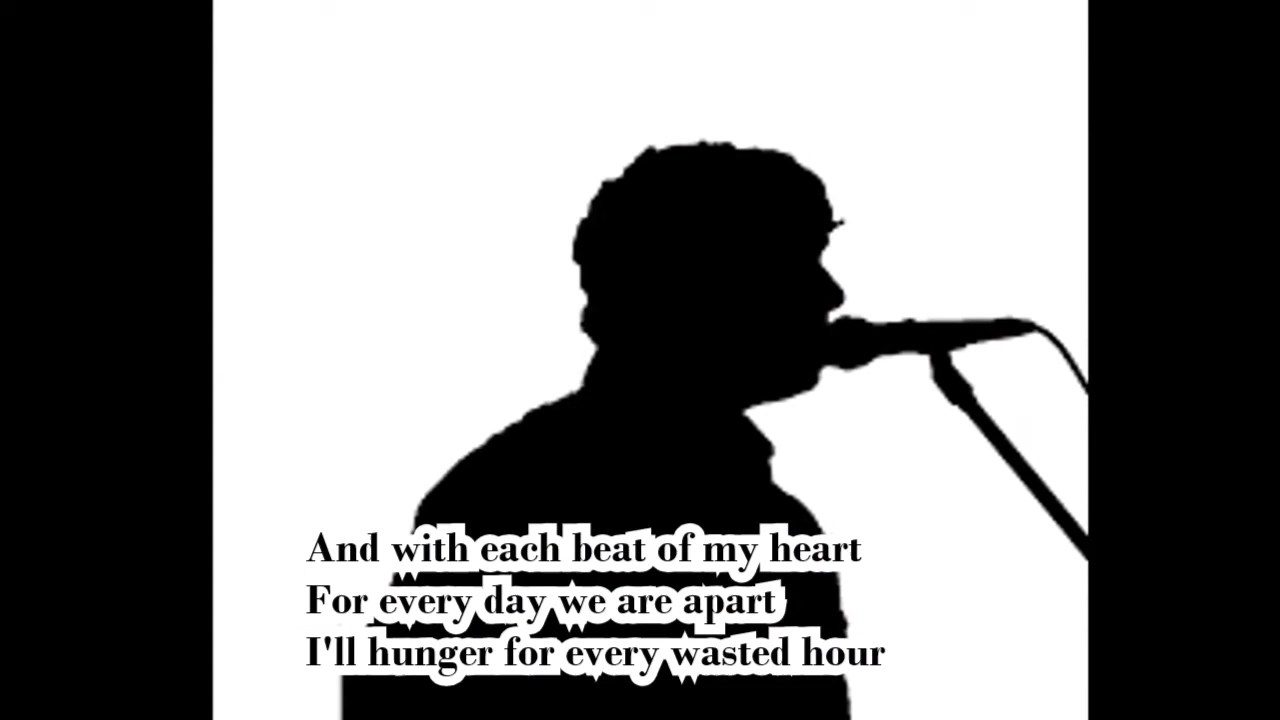 And with each beat of my heart
For every day we are apart
I'll hunger for every wasted hour